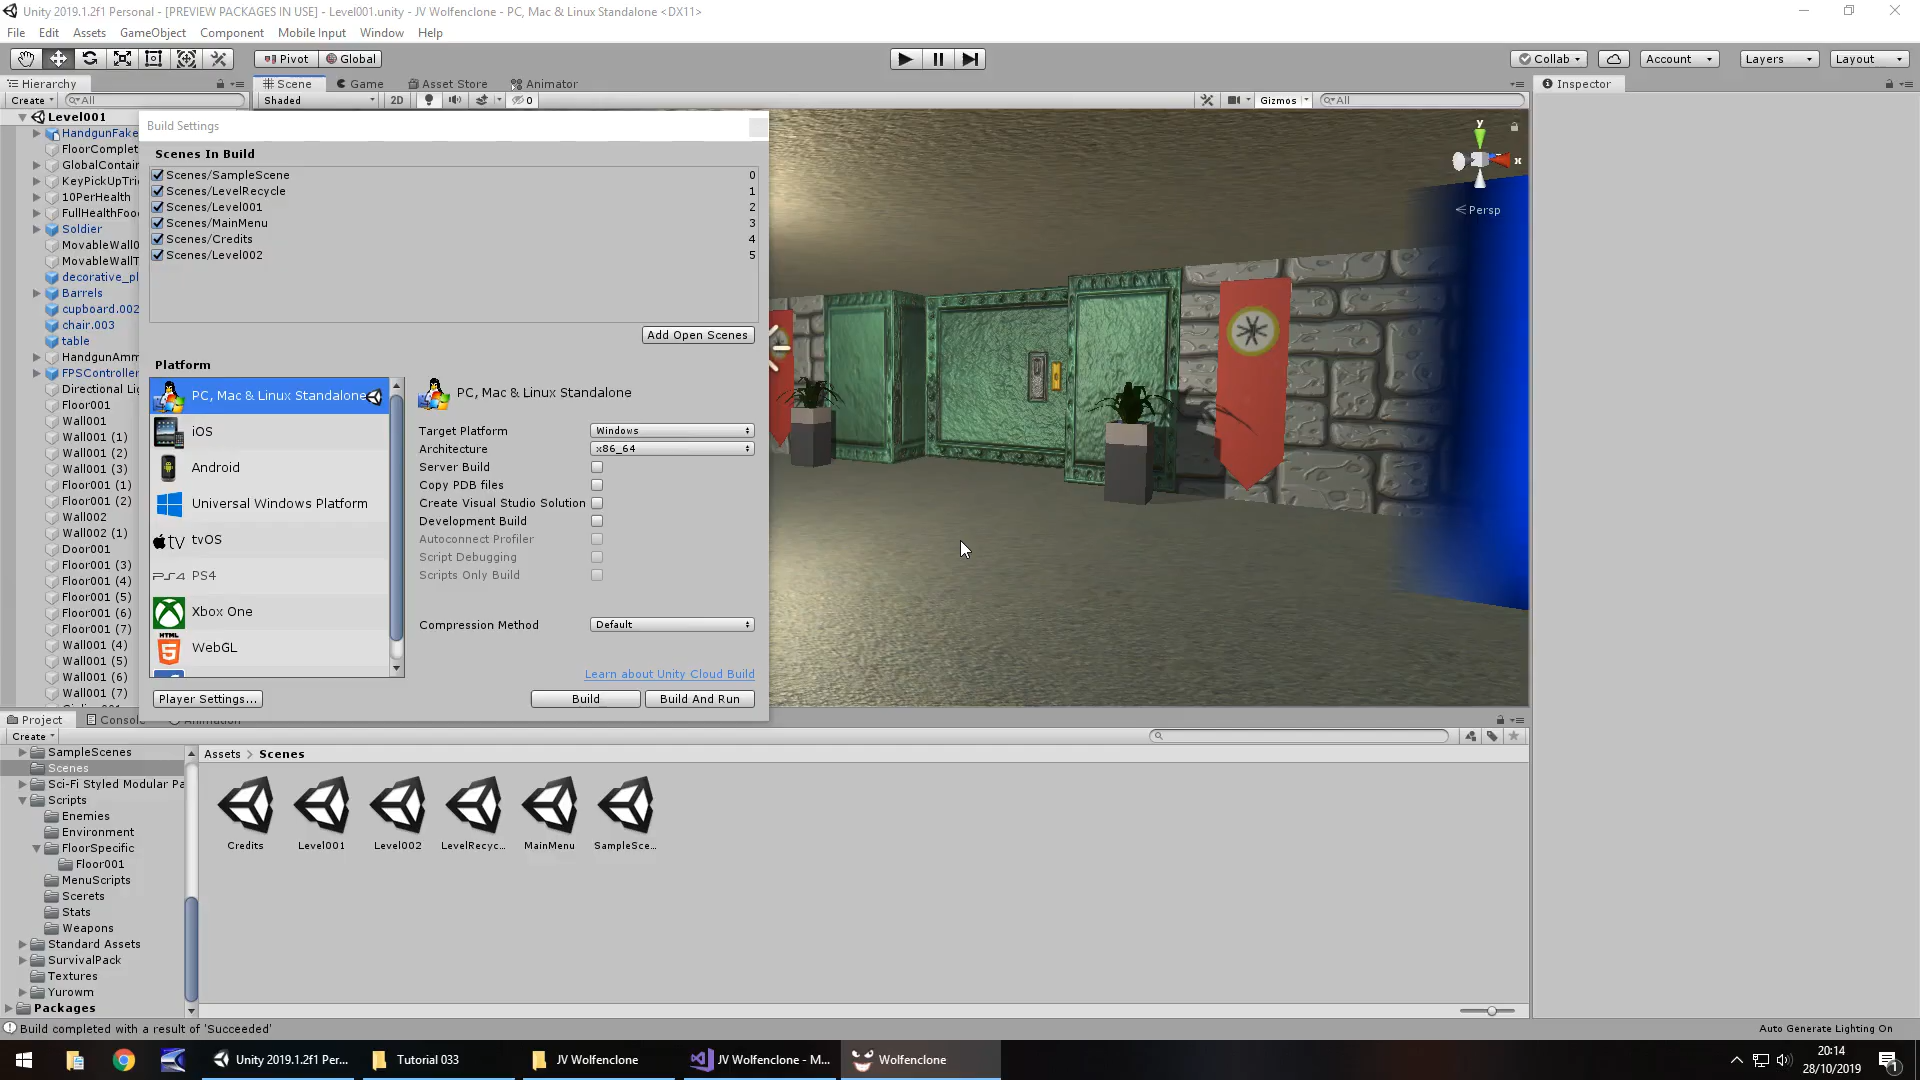 Unity 2019.1.2f1 Personal - [PREVIEW PACKAGES IN USE] - Level001.unity - JV Wolfenclone - PC, Mac & Linux Standalone <DX11>
File Edit Assets GameObject Component Mobile Input Window Help
Pivot Global
Collab Account Layers Layout
Hierarchy
Scene Game Asset Store Animator
Inspector
Create All
Shaded 2D 0 Gizmos All
Level001
HandgunFake
FloorComplet
GlobalContain
KeyPickUpTri
10PerHealth
FullHealthFoo
Soldier
MovableWall0
MovableWallT
decorative_pl
Barrels
cupboard.002
chair.003
table
HandgunAmm
FPSController
Directional Lig
Floor001
Wall001
Wall001 (1)
Wall001 (2)
Wall001 (3)
Floor001 (1)
Floor001 (2)
Wall002
Wall002 (1)
Door001
Floor001 (3)
Floor001 (4)
Floor001 (5)
Floor001 (6)
Floor001 (7)
Wall001 (4)
Wall001 (5)
Wall001 (6)
Wall001 (7)
Build Settings
Scenes In Build
Scenes/SampleScene 0
Scenes/LevelRecycle 1
Scenes/Level001 2
Scenes/MainMenu 3
Scenes/Credits 4
Scenes/Level002 5
Add Open Scenes
Platform
PC, Mac & Linux Standalone
iOS
Android
Universal Windows Platform
tv tvOS
PS4 PS4
Xbox One
HTML 5 WebGL
PC, Mac & Linux Standalone
Target Platform Windows
Architecture x86_64
Server Build
Copy PDB files
Create Visual Studio Solution
Development Build
Autoconnect Profiler
Script Debugging
Scripts Only Build
Compression Method Default
Learn about Unity Cloud Build
Player Settings... Build Build And Run
y
x
Persp
Project Console Animation
Create
SampleScenes
Scenes
Sci-Fi Styled Modular Pa
Scripts
Enemies
Environment
FloorSpecific
Floor001
MenuScripts
Scerets
Stats
Weapons
Standard Assets
SurvivalPack
Textures
Yurowm
Packages
Assets > Scenes
Credits Level001 Level002 LevelRecyc... MainMenu SampleSce...
Build completed with a result of 'Succeeded'
Auto Generate Lighting On
Unity 2019.1.2f1 Per... Tutorial 033 JV Wolfenclone JV Wolfenclone - M... Wolfenclone
20:14
28/10/2019
1